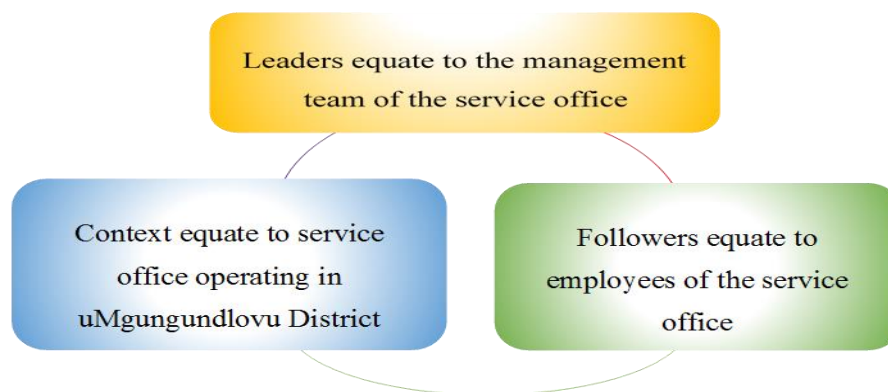 Leaders equate to the management
team of the service office
Context equate to service
office operating in
uMgungundlovu District
Followers equate to
employees of the service
office